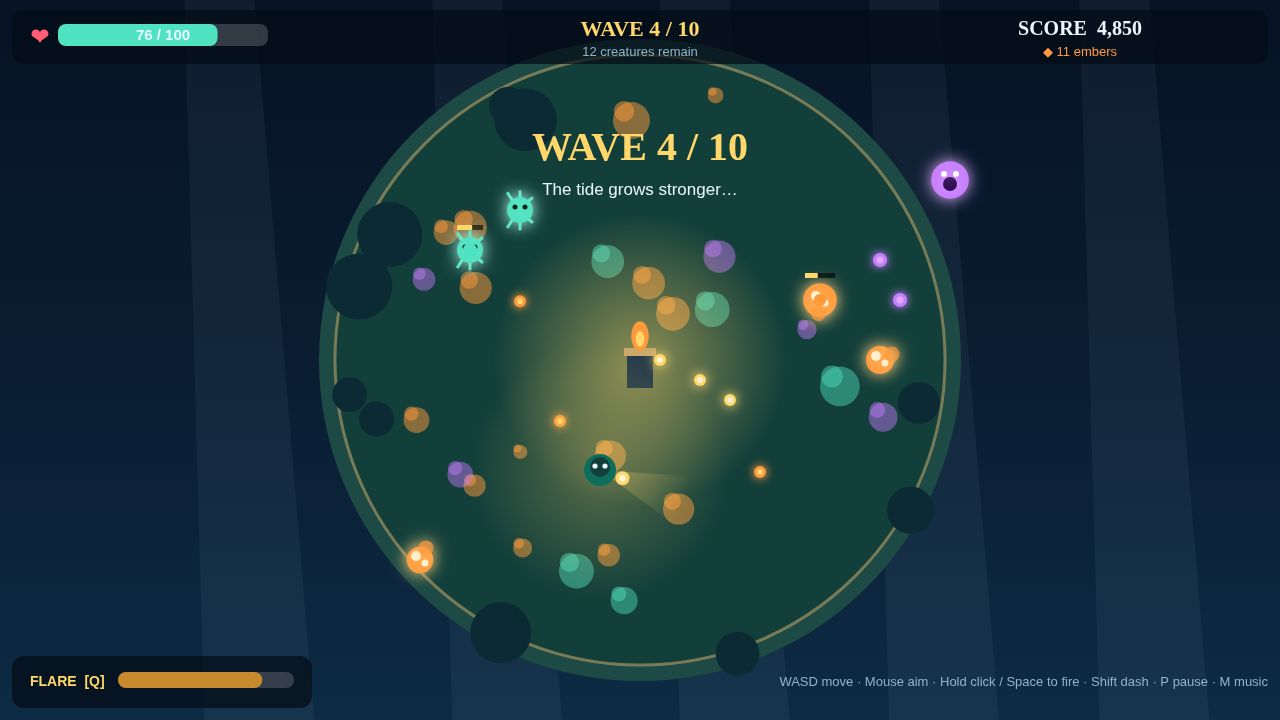 76 / 100
WAVE 4 / 10
12 creatures remain
SCORE 4,850
◆ 11 embers
WAVE 4 / 10
The tide grows stronger…
FLARE [Q]
WASD move · Mouse aim · Hold click / Space to fire · Shift dash · P pause · M music